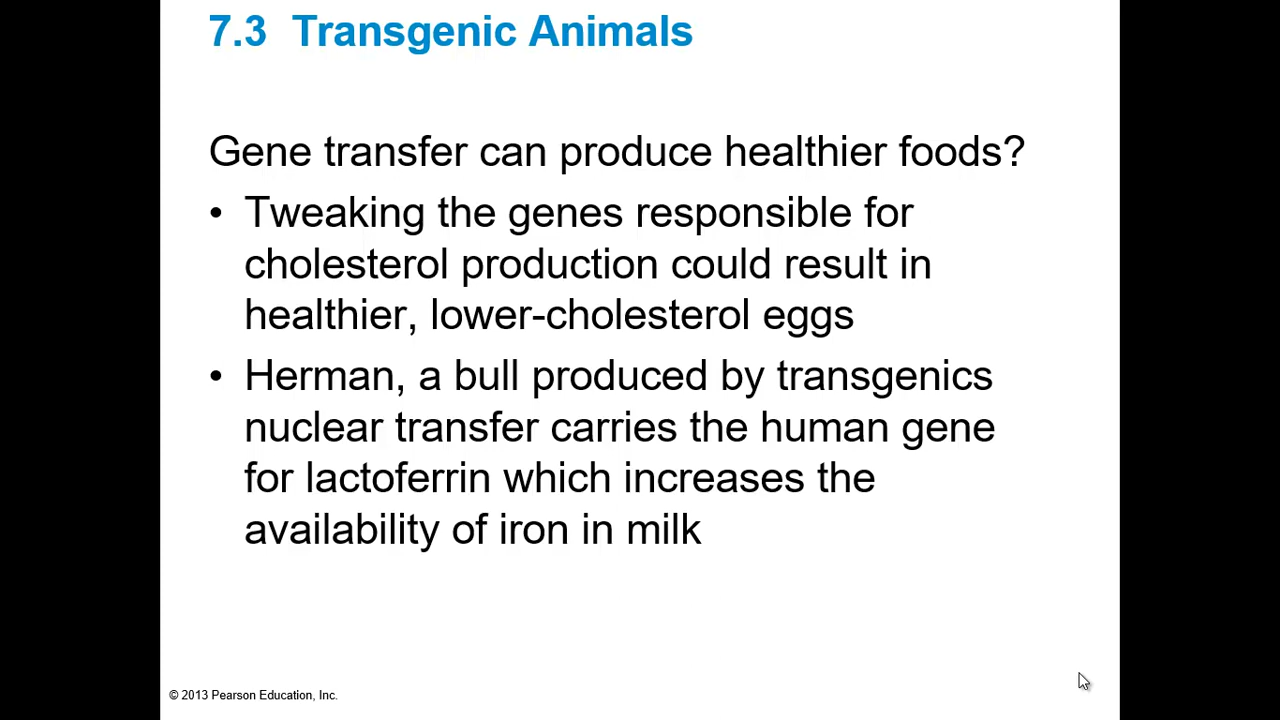 7.3 Transgenic Animals
Gene transfer can produce healthier foods?
• Tweaking the genes responsible for
cholesterol production could result in
healthier, lower-cholesterol eggs
• Herman, a bull produced by transgenics
nuclear transfer carries the human gene
for lactoferrin which increases the
availability of iron in milk
© 2013 Pearson Education, Inc.